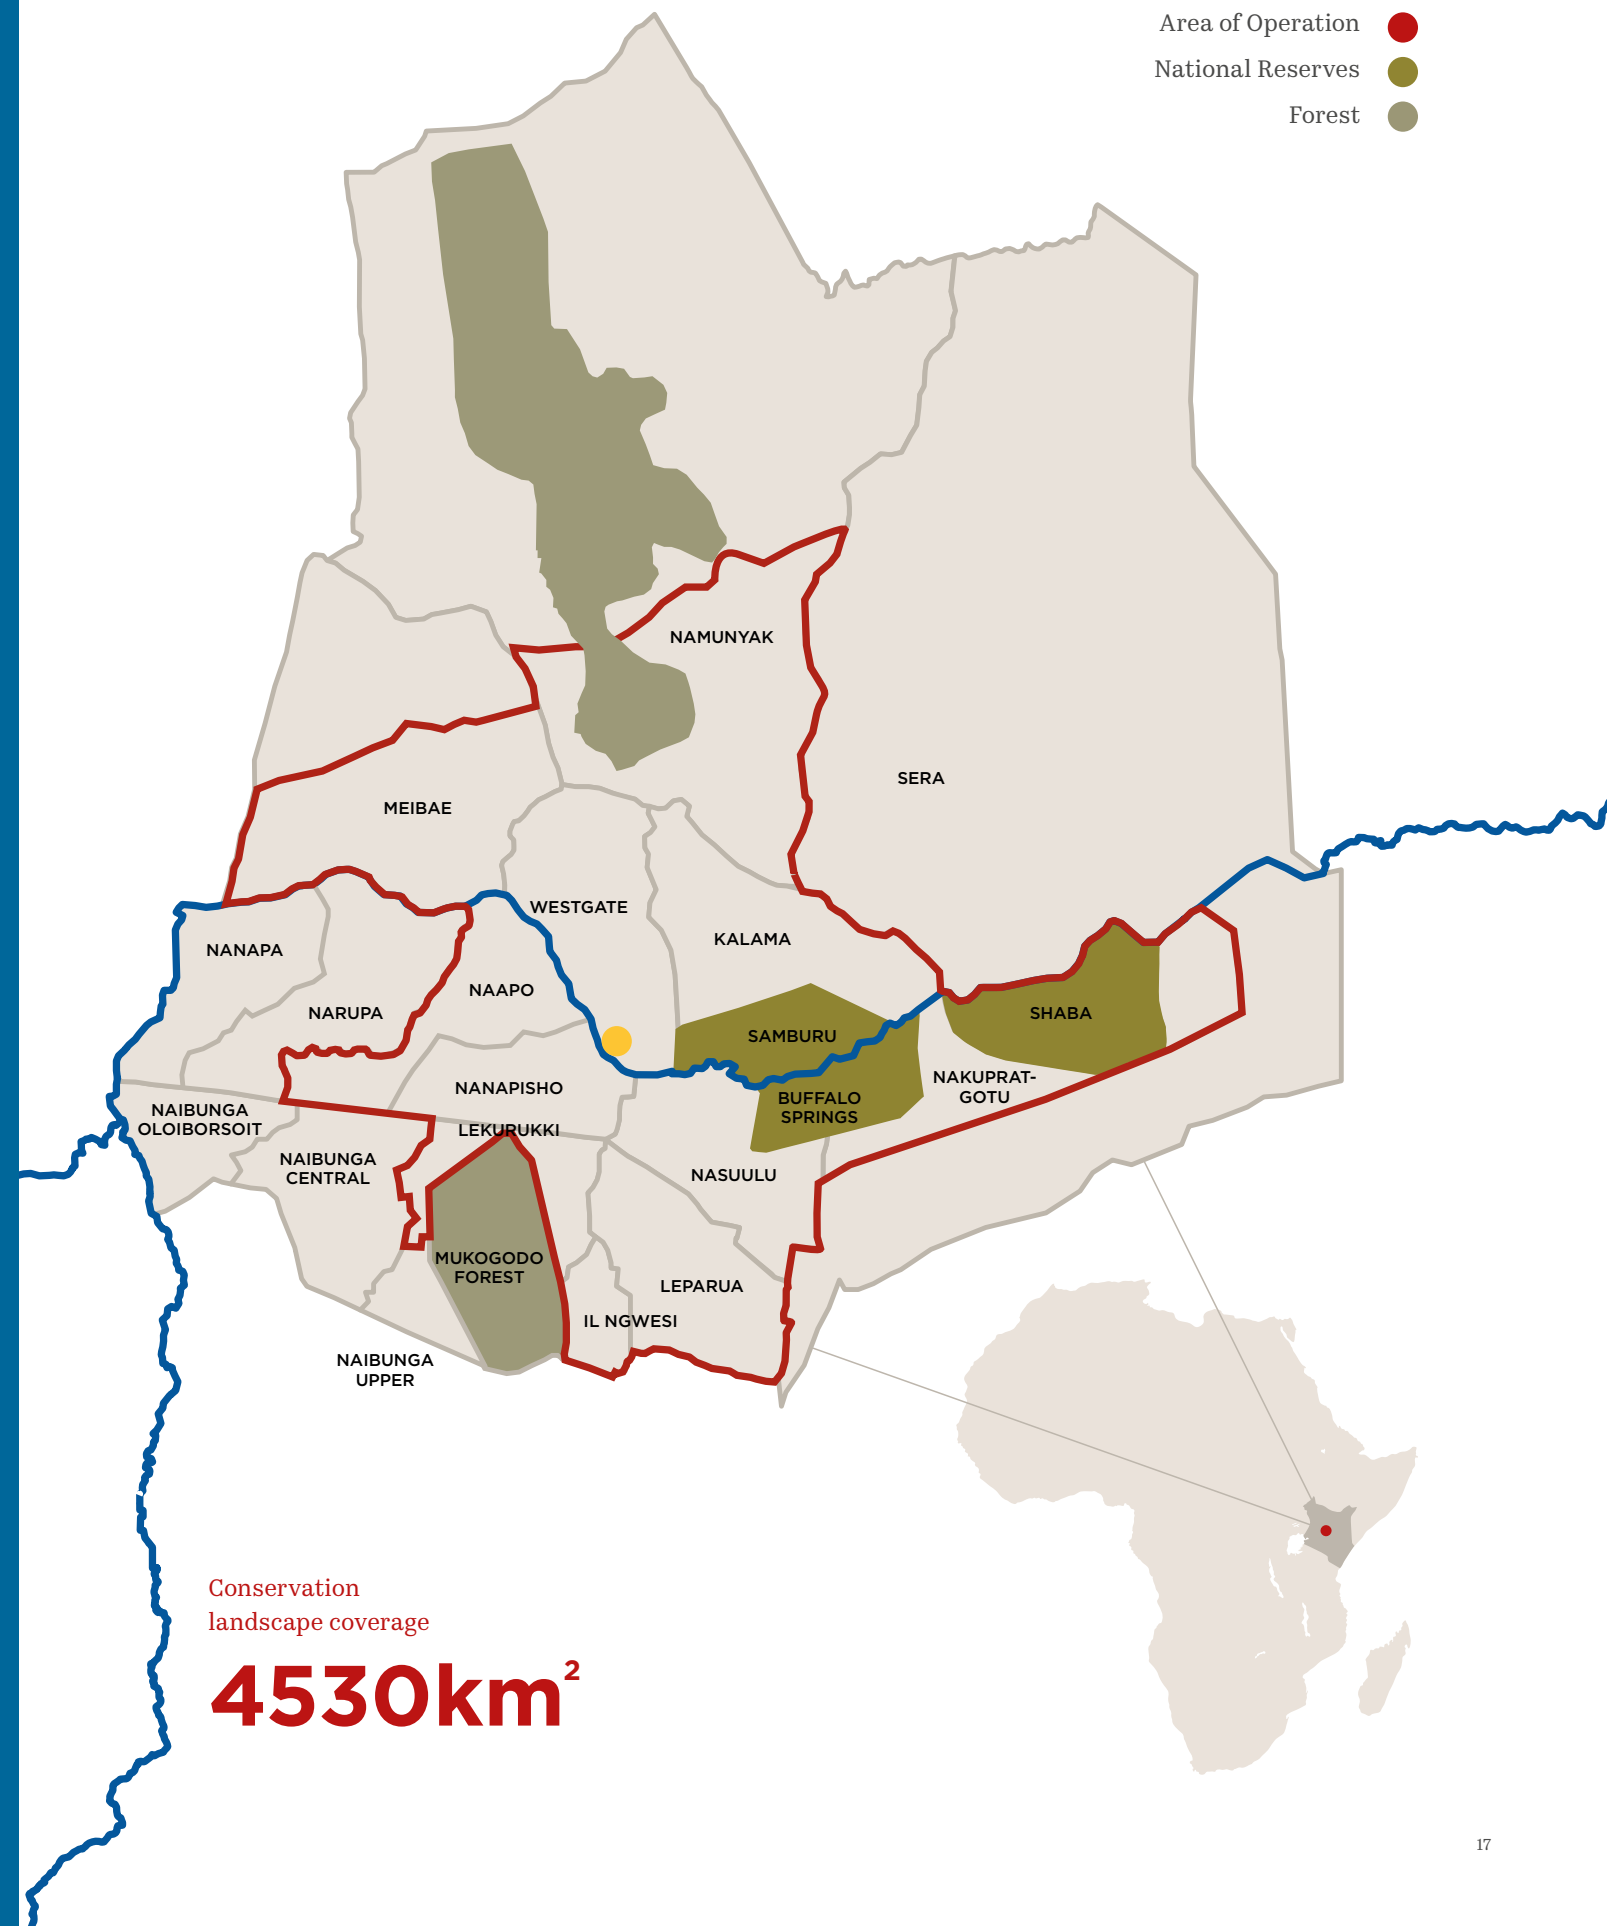 Area of Operation
National Reserves
Forest
NAMUNYAK
SERA
MEIBAE
WESTGATE
KALAMA
NANAPA
NAAPO
NARUPA
SHABA
SAMBURU
NANAPISHO
NAKUPRAT-
GOTU
BUFFALO
SPRINGS
NAIBUNGA
OLOIBORSOIT
LEKURUKKI
NAIBUNGA
CENTRAL
NASUULU
MUKOGODO
FOREST
LEPARUA
IL NGWESI
NAIBUNGA
UPPER
Conservation
landscape coverage
4530km²
17